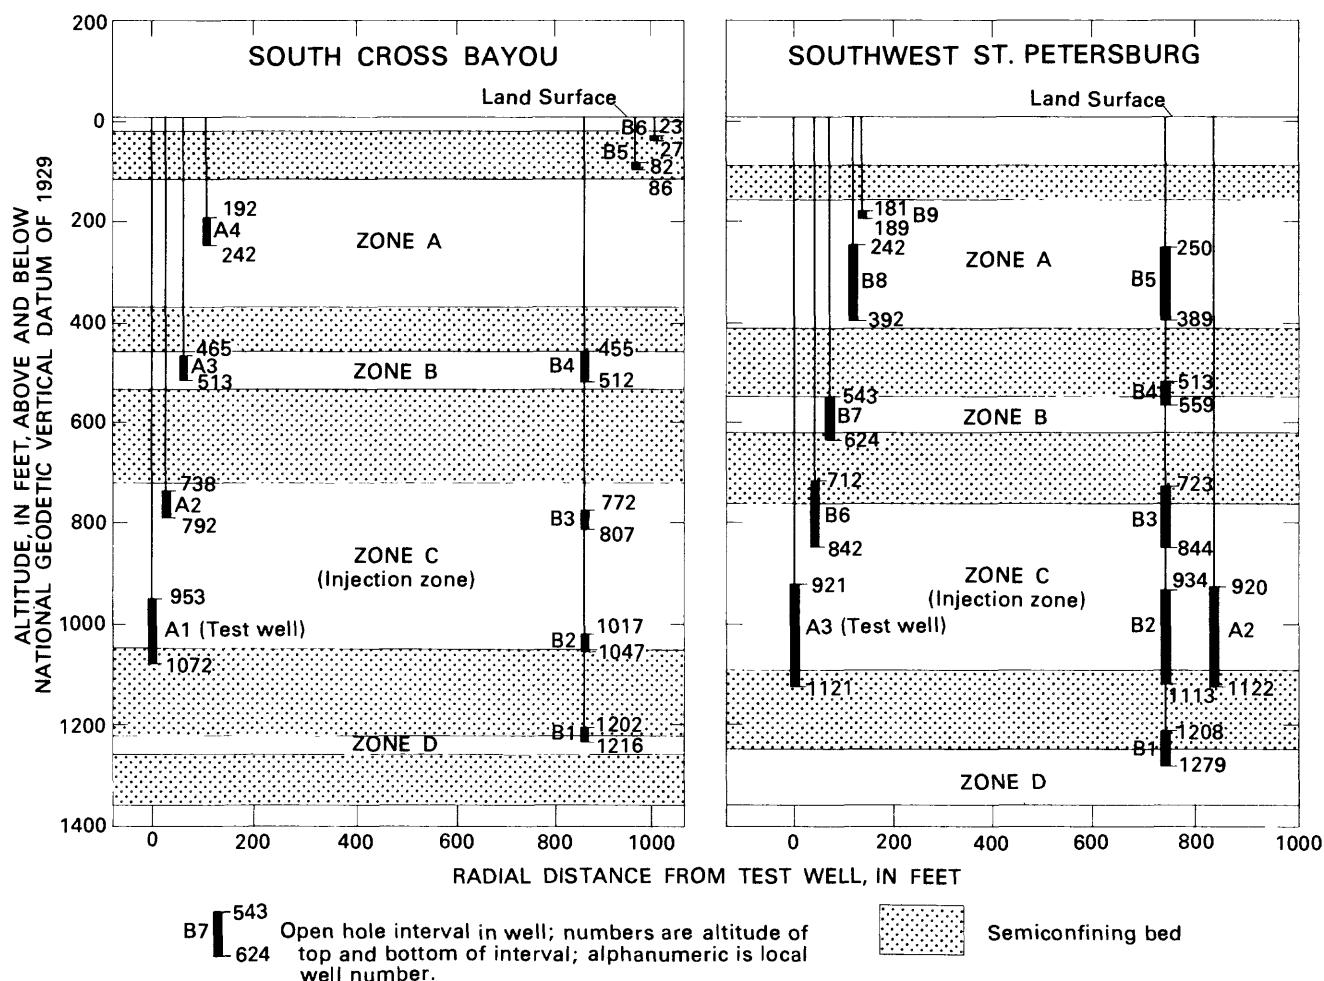 SOUTH CROSS BAYOU
SOUTHWEST ST. PETERSBURG
Land Surface
Land Surface
200
0
200
400
600
800
1000
1200
1400
ALTITUDE, IN FEET, ABOVE AND BELOW
NATIONAL GEODETIC VERTICAL DATUM OF 1929
B6 23
27
B5 82
86
192
A4
242
ZONE A
465
A3
513
ZONE B
455
B4
512
738
A2
792
772
B3
807
ZONE C
(Injection zone)
953
A1 (Test well)
1072
1017
B2
1047
1202
B1
1216
ZONE D
181 B9
189
242
B8
392
ZONE A
250
B5
389
513
B4
559
543
B7
624
ZONE B
712
B6
842
723
B3
844
ZONE C
(Injection zone)
921
A3 (Test well)
1121
934
B2
1113
920
A2
1122
1208
B1
1279
ZONE D
0 200 400 600 800 1000
0 200 400 600 800 1000
RADIAL DISTANCE FROM TEST WELL, IN FEET
543
B7
624
Open hole interval in well; numbers are altitude of
top and bottom of interval; alphanumeric is local
well number.
Semiconfining bed